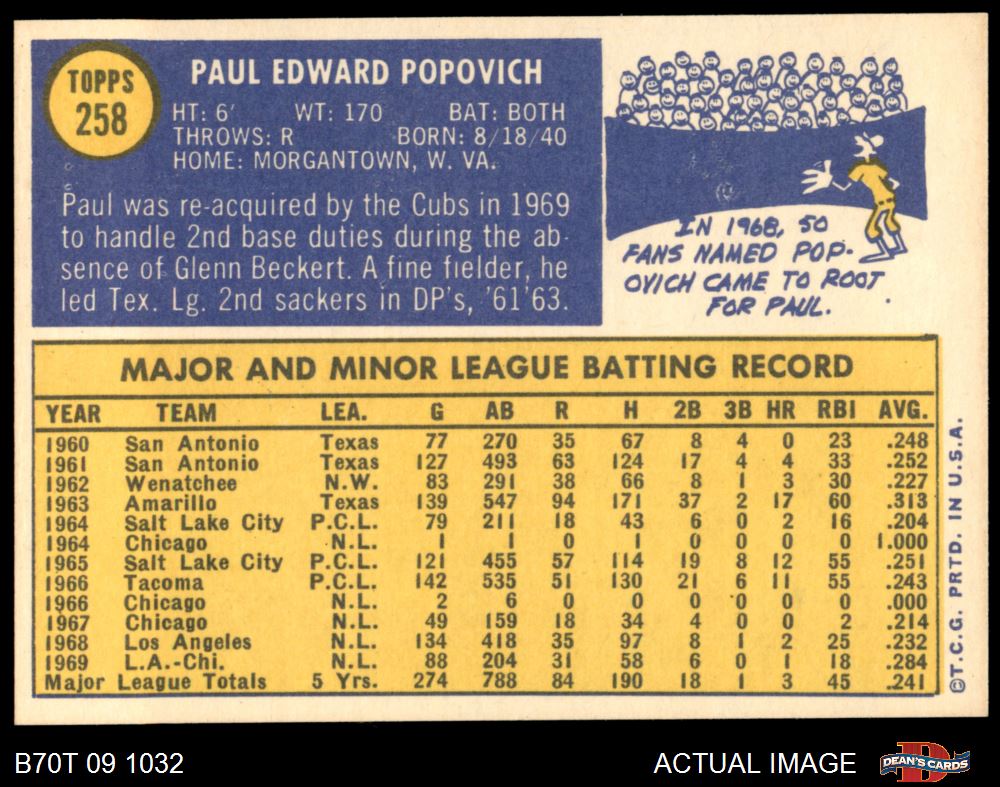 TOPPS
258
PAUL EDWARD POPOVICH
HT: 6' WT: 170 BAT: BOTH
THROWS: R BORN: 8/18/40
HOME: MORGANTOWN, W. VA.
Paul was re-acquired by the Cubs in 1969
to handle 2nd base duties during the ab-
sence of Glenn Beckert. A fine fielder, he
led Tex. Lg. 2nd sackers in DP's, '61'63.
IN 1968, 50
FANS NAMED POP-
OVICH CAME TO ROOT
FOR PAUL.
MAJOR AND MINOR LEAGUE BATTING RECORD
YEAR TEAM LEA. G AB R H 2B 3B HR RBI AVG.
1960 San Antonio Texas 77 270 35 67 8 4 0 23 .248
1961 San Antonio Texas 127 493 63 124 17 4 4 33 .252
1962 Wenatchee N.W. 83 291 38 66 8 1 3 30 .227
1963 Amarillo Texas 139 547 94 171 37 2 17 60 .313
1964 Salt Lake City P.C.L. 79 211 18 43 6 0 2 16 .204
1964 Chicago N.L. 1 1 0 1 0 0 0 0 1.000
1965 Salt Lake City P.C.L. 121 455 57 114 19 8 12 55 .251
1966 Tacoma P.C.L. 142 535 51 130 21 6 11 55 .243
1966 Chicago N.L. 2 6 0 0 0 0 0 0 .000
1967 Chicago N.L. 49 159 18 34 4 0 0 2 .214
1968 Los Angeles N.L. 134 418 35 97 8 1 2 25 .232
1969 L.A.-Chi. N.L. 88 204 31 58 6 0 1 18 .284
Major League Totals 5 Yrs. 274 788 84 190 18 1 3 45 .241
©T.C.G. PRTD. IN U.S.A.
B70T 09 1032
ACTUAL IMAGE
DEAN'S CARDS